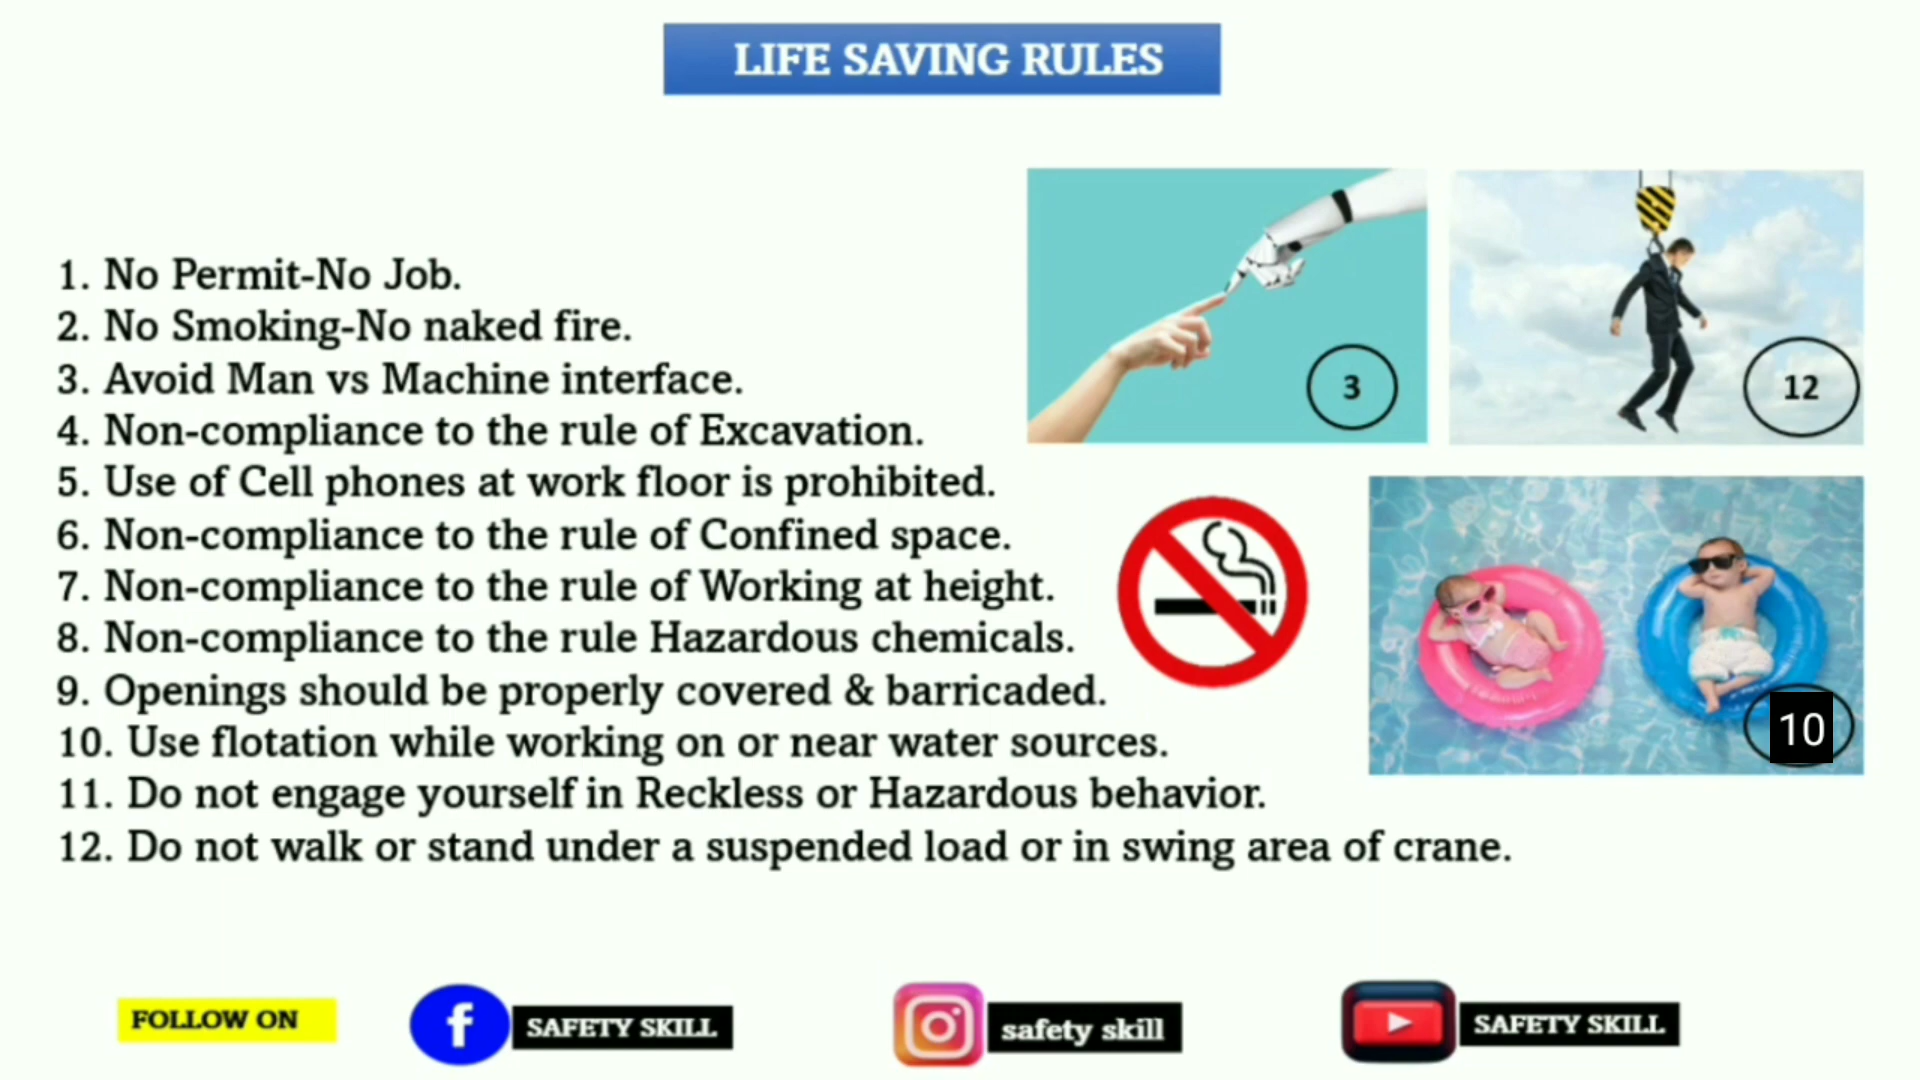 LIFE SAVING RULES
1. No Permit-No Job.
2. No Smoking-No naked fire.
3. Avoid Man vs Machine interface.
4. Non-compliance to the rule of Excavation.
5. Use of Cell phones at work floor is prohibited.
6. Non-compliance to the rule of Confined space.
7. Non-compliance to the rule of Working at height.
8. Non-compliance to the rule Hazardous chemicals.
9. Openings should be properly covered & barricaded.
10. Use flotation while working on or near water sources.
11. Do not engage yourself in Reckless or Hazardous behavior.
12. Do not walk or stand under a suspended load or in swing area of crane.
3
12
10
FOLLOW ON
SAFETY SKILL
safety skill
SAFETY SKILL